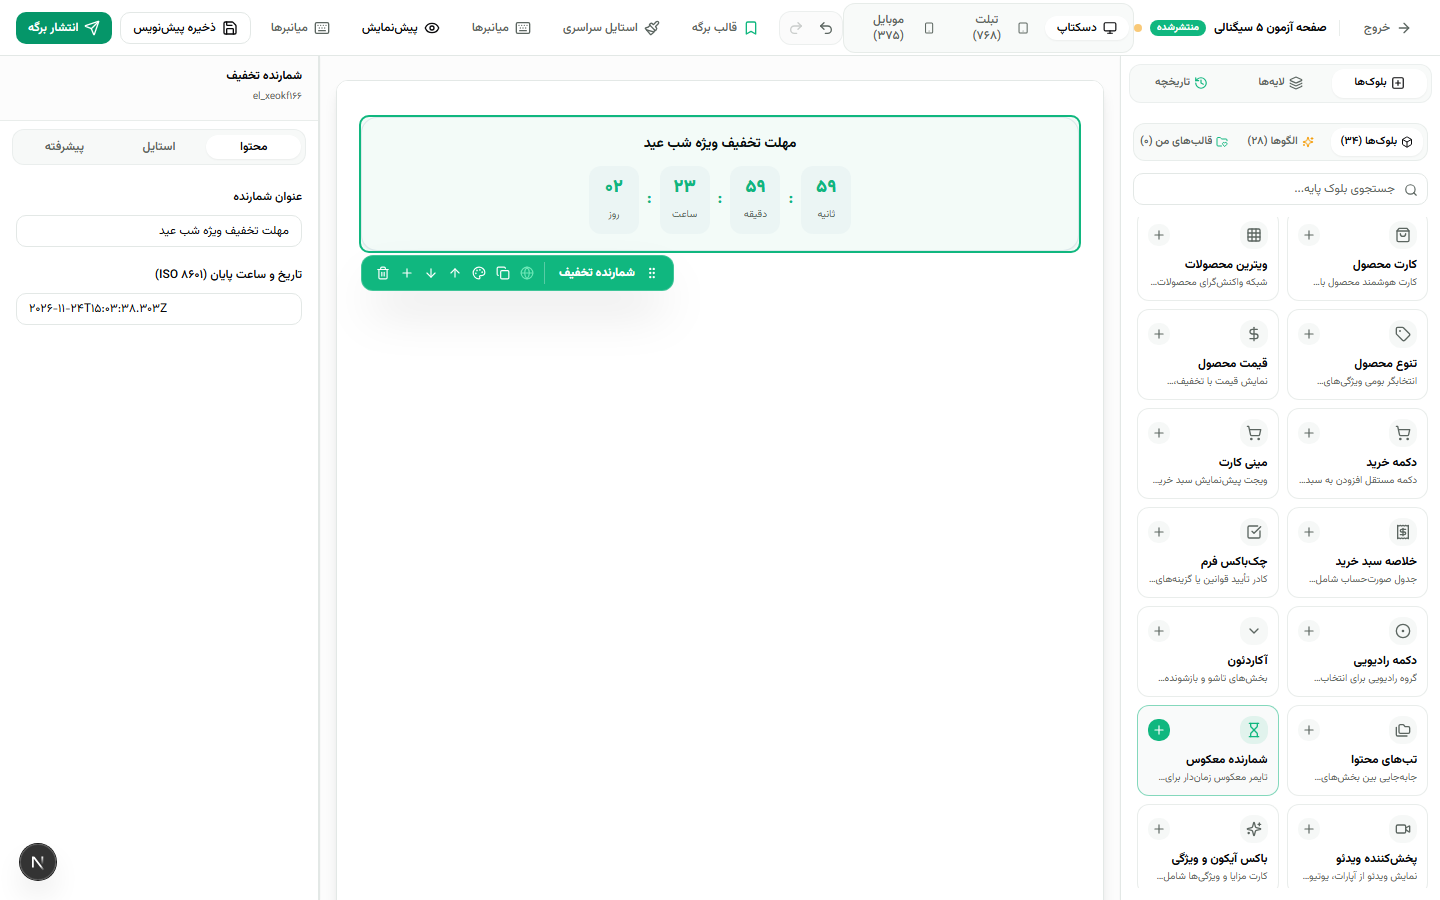 خروج
صفحه آزمون ۵ سیگنالی
منتشرشده
دسکتاپ
تبلت
(۷۶۸)
موبایل
(۳۷۵)
قالب برگه
استایل سراسری
میانبرها
پیش‌نمایش
میانبرها
ذخیره پیش‌نویس
انتشار برگه
بلوک‌ها
لایه‌ها
تاریخچه
بلوک‌ها (۳۴)
الگوها (۲۸)
قالب‌های من (۰)
جستجوی بلوک پایه...
کارت محصول
کارت هوشمند محصول با...
ویترین محصولات
شبکه واکنش‌گرای محصولات...
تنوع محصول
انتخابگر بومی ویژگی‌های...
قیمت محصول
نمایش قیمت با تخفیف،...
دکمه خرید
دکمه مستقل افزودن به سبد...
مینی کارت
ویجت پیش‌نمایش سبد خرید...
خلاصه سبد خرید
جدول صورت‌حساب شامل...
چک‌باکس فرم
کادر تأیید قوانین یا گزینه‌های...
دکمه رادیویی
گروه رادیویی برای انتخاب...
آکاردئون
بخش‌های تاشو و بازشونده...
تب‌های محتوا
جابه‌جایی بین بخش‌های...
شمارنده معکوس
تایمر معکوس زمان‌دار برای...
پخش‌کننده ویدئو
نمایش ویدئو از آپارات، یوتیوب...
باکس آیکون و ویژگی
کارت مزایا و ویژگی‌ها شامل...
مهلت تخفیف ویژه شب عید
۵۹ : ۵۹ : ۲۳ : ۰۲
ثانیه دقیقه ساعت روز
شمارنده تخفیف
شمارنده تخفیف
el_xeokf۱۶۶
محتوا
استایل
پیشرفته
عنوان شمارنده
مهلت تخفیف ویژه شب عید
تاریخ و ساعت پایان (ISO ۸۶۰۱)
۲۰۲۶-۱۱-۲۴T۱۵:۰۳:۳۸.۳۰۳Z
N